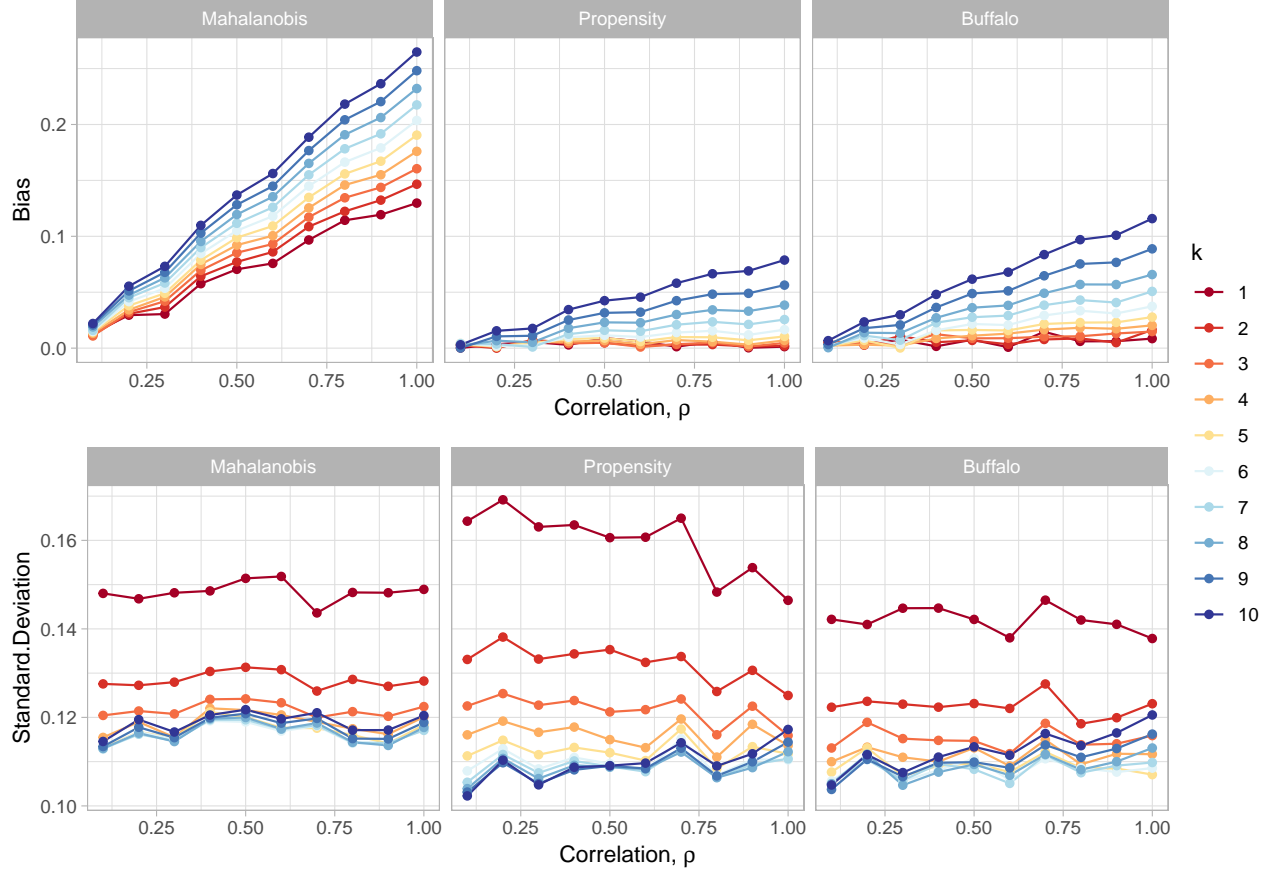 Mahalanobis Propensity Buffalo
Bias
0.2
0.1
0.0
0.25 0.50 0.75 1.00 0.25 0.50 0.75 1.00 0.25 0.50 0.75 1.00
Correlation, ρ
Mahalanobis Propensity Buffalo
Standard.Deviation
0.16
0.14
0.12
0.10
0.25 0.50 0.75 1.00 0.25 0.50 0.75 1.00 0.25 0.50 0.75 1.00
Correlation, ρ
k
1
2
3
4
5
6
7
8
9
10